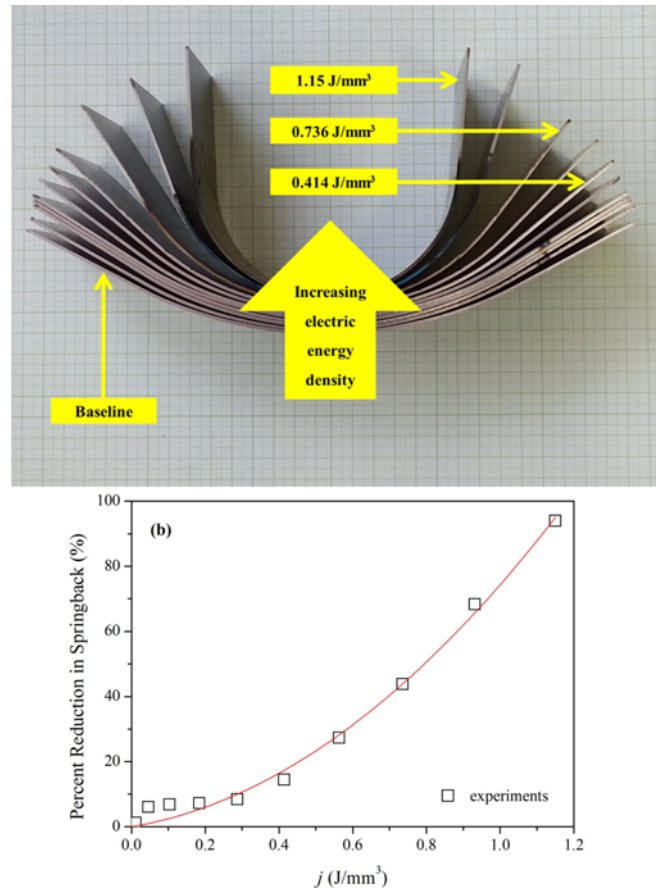 1.15 J/mm³
0.736 J/mm³
0.414 J/mm³
Increasing
electric
energy
density
Baseline
(b)
Percent Reduction in Springback (%)
100
80
60
40
20
0
experiments
0.0 0.2 0.4 0.6 0.8 1.0 1.2
j (J/mm³)